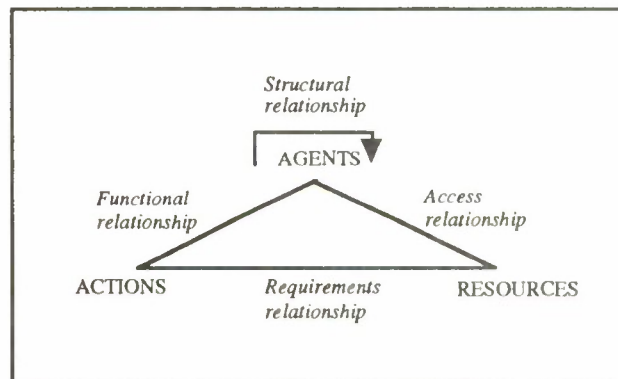 Structural
relationship
AGENTS
Functional
relationship
Access
relationship
ACTIONS
Requirements
relationship
RESOURCES